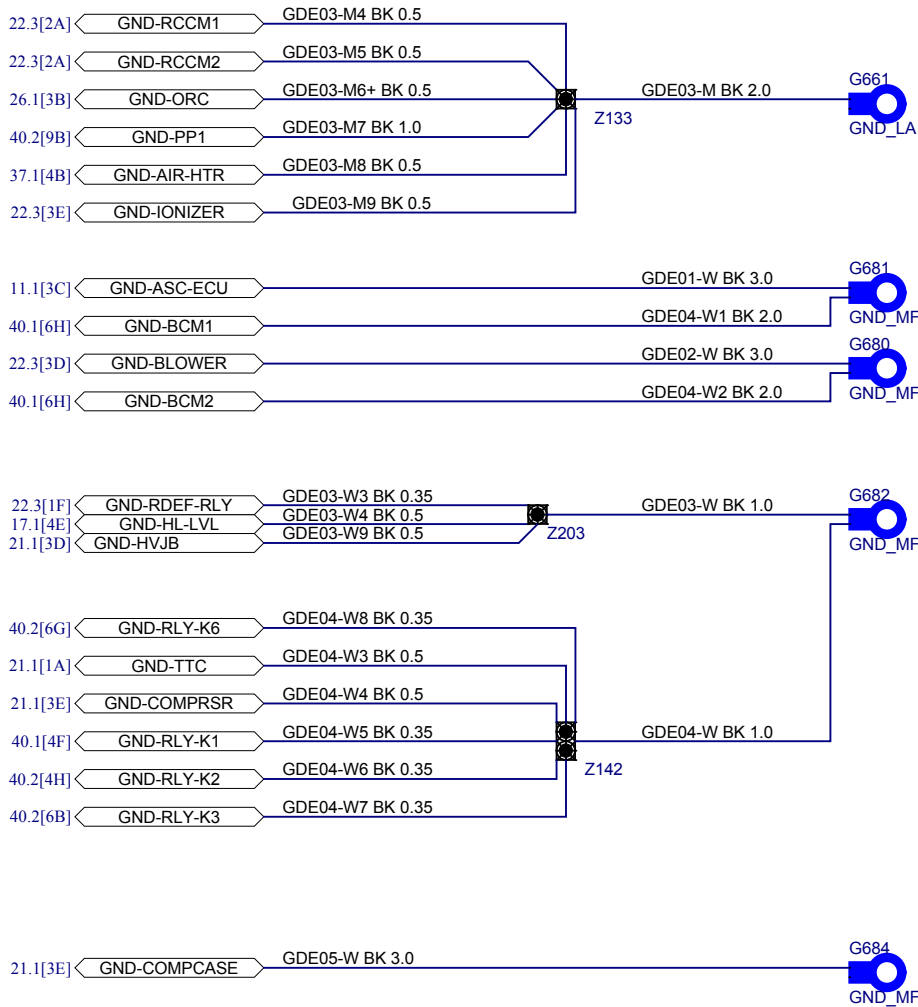 22.3[2A] GND-RCCM1 GDE03-M4 BK 0.5
22.3[2A] GND-RCCM2 GDE03-M5 BK 0.5
G661
26.1[3B] GND-ORC GDE03-M6+ BK 0.5 GDE03-M BK 2.0
Z133
GND_LA
40.2[9B] GND-PP1 GDE03-M7 BK 1.0
37.1[4B] GND-AIR-HTR GDE03-M8 BK 0.5
22.3[3E] GND-IONIZER GDE03-M9 BK 0.5
G681
11.1[3C] GND-ASC-ECU GDE01-W BK 3.0
40.1[6H] GND-BCM1 GDE04-W1 BK 2.0 GND_MF
G680
22.3[3D] GND-BLOWER GDE02-W BK 3.0
40.1[6H] GND-BCM2 GDE04-W2 BK 2.0 GND_MF
G682
22.3[1F] GND-RDEF-RLY GDE03-W3 BK 0.35 GDE03-W BK 1.0
17.1[4E] GND-HL-LVL GDE03-W4 BK 0.5
Z203
21.1[3D] GND-HVJB GDE03-W9 BK 0.5 GND_MF
40.2[6G] GND-RLY-K6 GDE04-W8 BK 0.35
21.1[1A] GND-TTC GDE04-W3 BK 0.5
21.1[3E] GND-COMPRSR GDE04-W4 BK 0.5
40.1[4F] GND-RLY-K1 GDE04-W5 BK 0.35 GDE04-W BK 1.0
Z142
40.2[4H] GND-RLY-K2 GDE04-W6 BK 0.35
40.2[6B] GND-RLY-K3 GDE04-W7 BK 0.35
G684
21.1[3E] GND-COMPCASE GDE05-W BK 3.0
GND_MF